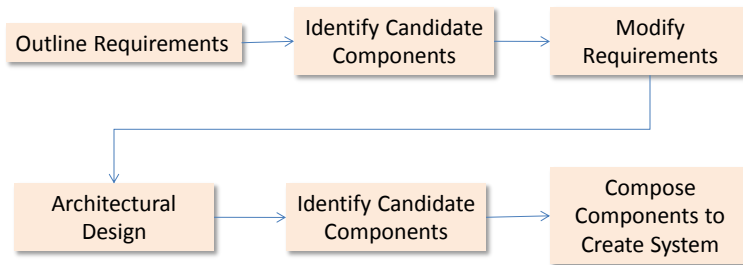 Outline Requirements
Identify Candidate
Components
Modify
Requirements
Architectural
Design
Identify Candidate
Components
Compose
Components to
Create System